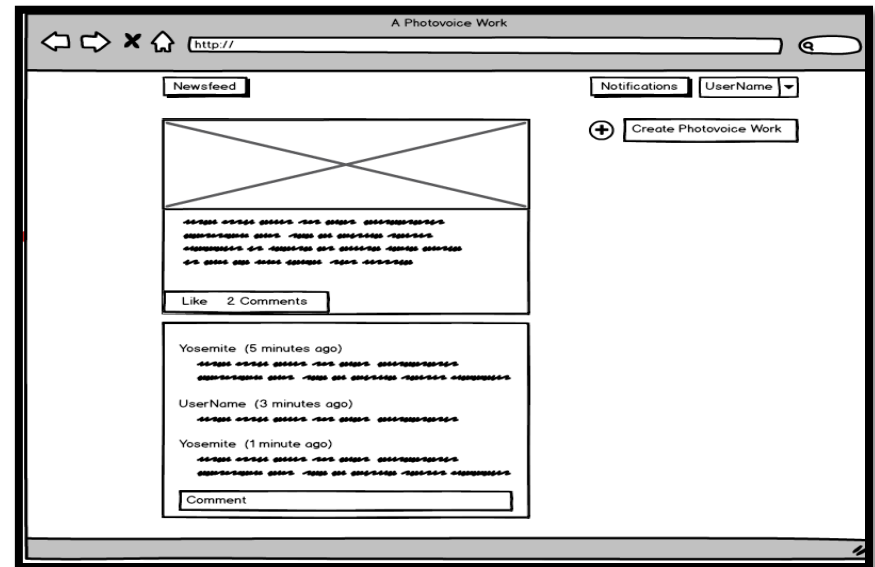 A Photovoice Work
http://
Newsfeed
Notifications
UserName
Create Photovoice Work
Like 2 Comments
Yosemite (5 minutes ago)
UserName (3 minutes ago)
Yosemite (1 minute ago)
Comment